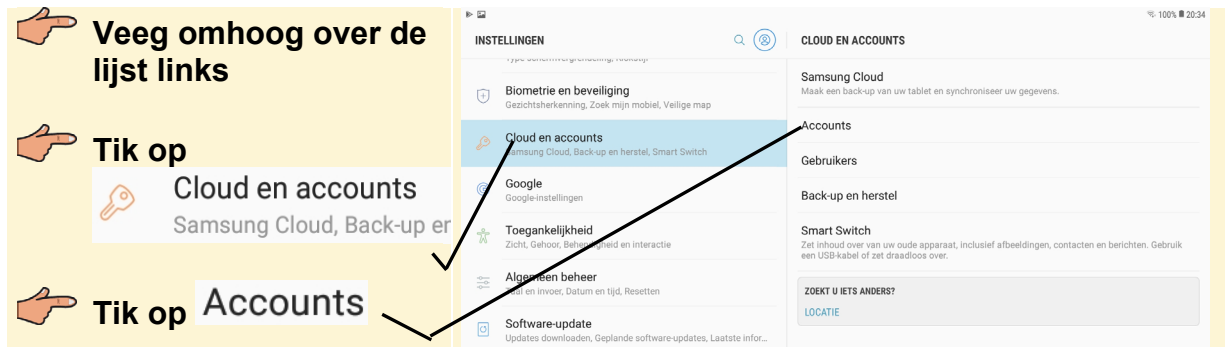 Veeg omhoog over de
lijst links
Tik op
Cloud en accounts
Samsung Cloud, Back-up er
Tik op Accounts
100% 20:34
INSTELLINGEN
Biometrie en beveiliging
Gezichtsherkenning, Zoek mijn mobiel, Veilige map
Cloud en accounts
Samsung Cloud, Back-up en herstel, Smart Switch
Google
Google-instellingen
Toegankelijkheid
Zicht, Gehoor, Behendigheid en interactie
Algemeen beheer
Taal en invoer, Datum en tijd, Resetten
Software-update
Updates downloaden, Geplande software-updates, Laatste infor...
CLOUD EN ACCOUNTS
Samsung Cloud
Maak een back-up van uw tablet en synchroniseer uw gegevens.
Accounts
Gebruikers
Back-up en herstel
Smart Switch
Zet inhoud over van uw oude apparaat, inclusief afbeeldingen, contacten en berichten. Gebruik
een USB-kabel of zet draadloos over.
ZOEKT U IETS ANDERS?
LOCATIE